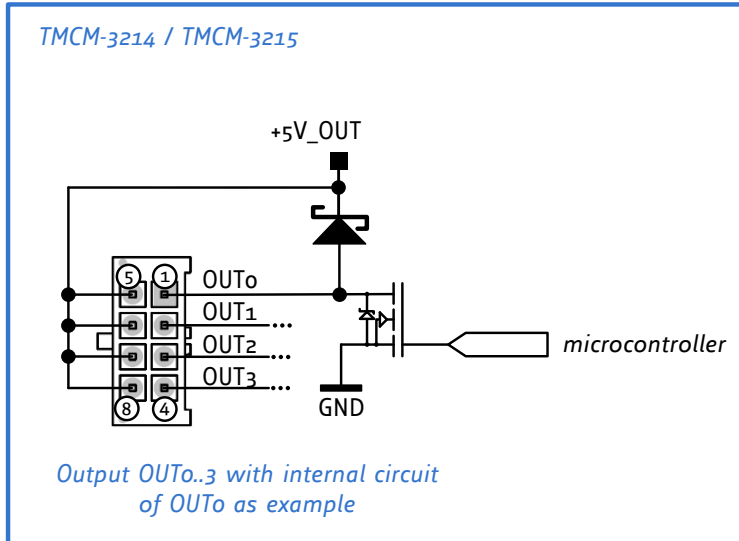 TMCM-3214 / TMCM-3215
+5V_OUT
5 1 OUT0
OUT1 ...
OUT2 ...
OUT3 ...
8 4
GND
microcontroller
Output OUT0..3 with internal circuit
of OUT0 as example